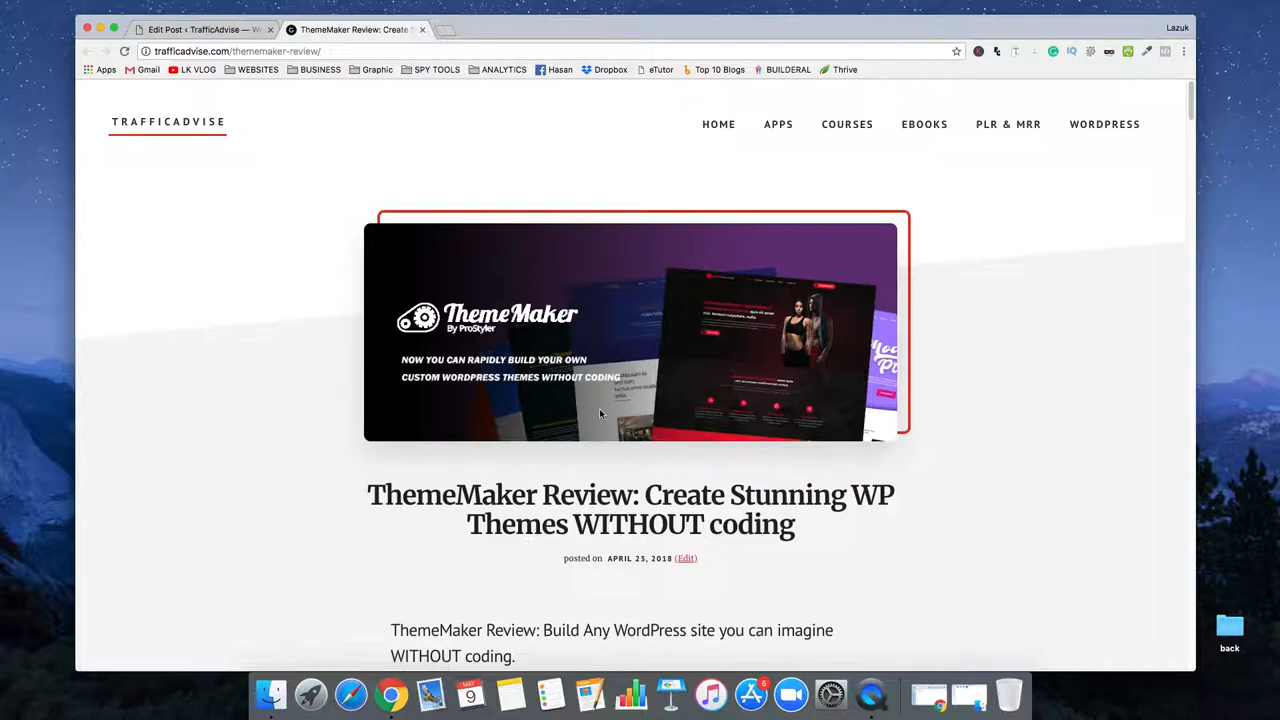 Edit Post ‹ TrafficAdvise — W
ThemeMaker Review: Create S
Lazuk
trafficadvise.com/thememaker-review/
Apps Gmail LK VLOG WEBSITES BUSINESS Graphic SPY TOOLS ANALYTICS Hasan Dropbox eTutor Top 10 Blogs BUILDERAL Thrive
TRAFFICADVISE
HOME APPS COURSES EBOOKS PLR & MRR WORDPRESS
ThemeMaker
By ProStyler
NOW YOU CAN RAPIDLY BUILD YOUR OWN
CUSTOM WORDPRESS THEMES WITHOUT CODING
ThemeMaker Review: Create Stunning WP
Themes WITHOUT coding
posted on APRIL 23, 2018 (Edit)
ThemeMaker Review: Build Any WordPress site you can imagine
WITHOUT coding.
back
MAY
9
6